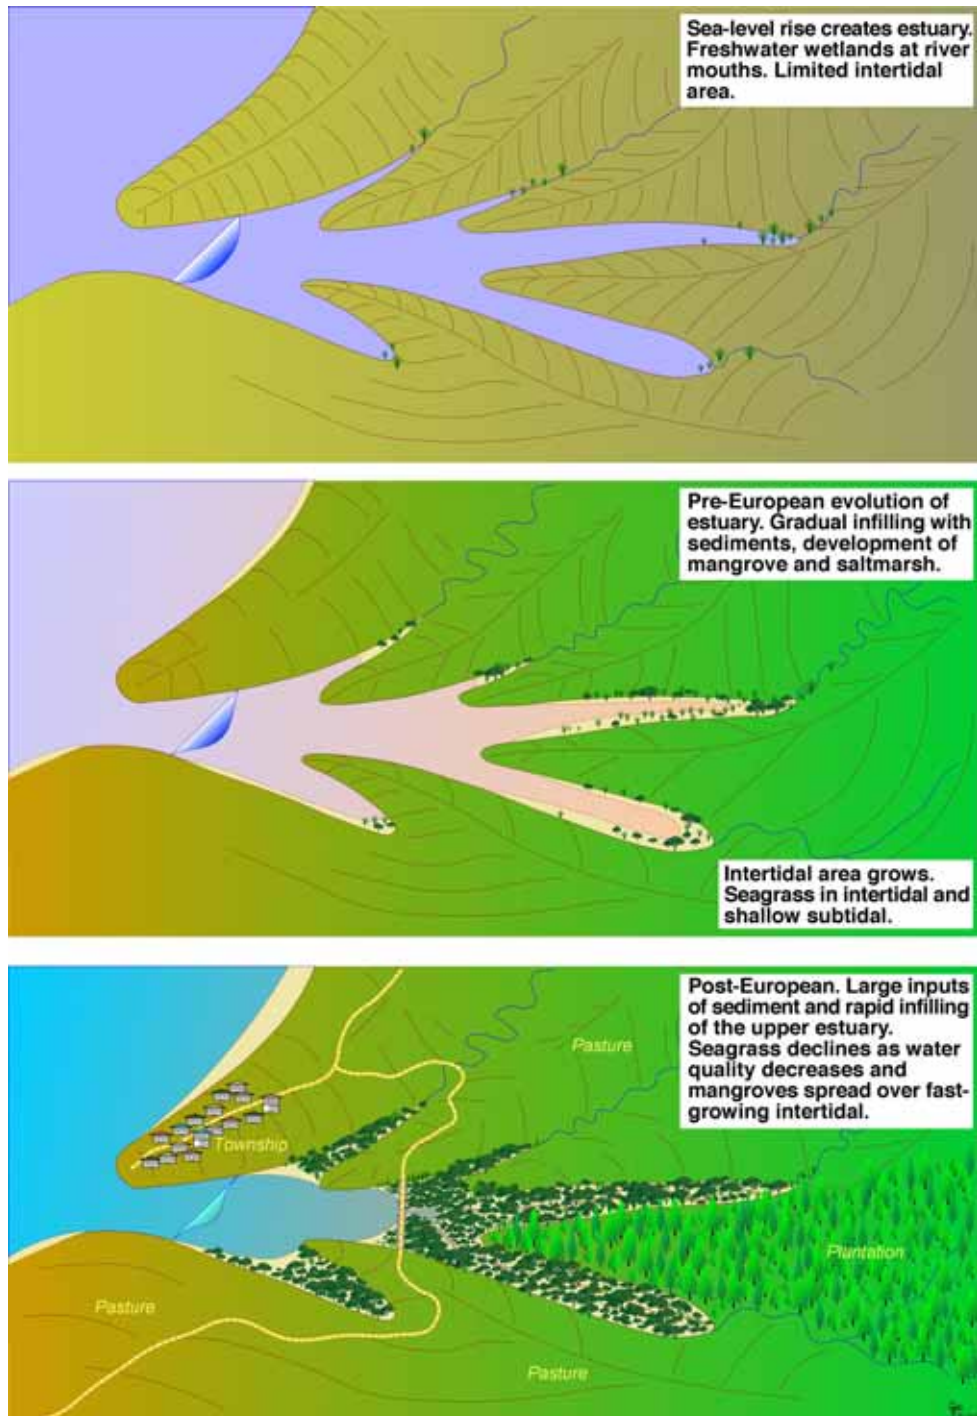 Sea-level rise creates estuary.
Freshwater wetlands at river
mouths. Limited intertidal
area.
Pre-European evolution of
estuary. Gradual infilling with
sediments, development of
mangrove and saltmarsh.
Intertidal area grows.
Seagrass in intertidal and
shallow subtidal.
Post-European. Large inputs
of sediment and rapid infilling
of the upper estuary.
Seagrass declines as water
quality decreases and
mangroves spread over fast-
growing intertidal.
Pasture
Township
Plantation
Pasture
Pasture